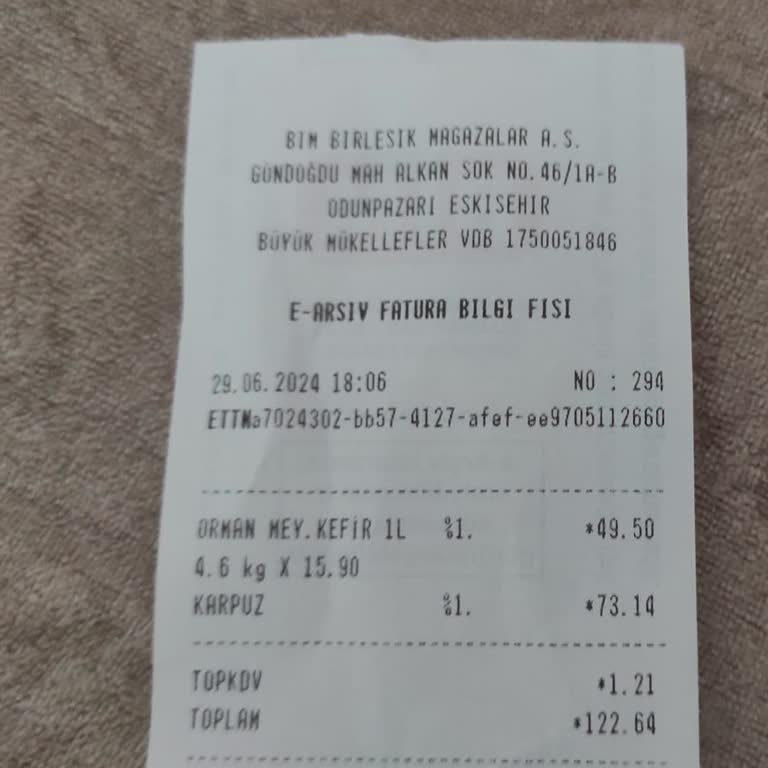 BIM BIRLESIK MAGAZALAR A.S.
GÜNDOĞDU MAH ALKAN SOK NO.46/1A-B
ODUNPAZARI ESKISEHIR
BÜYÜK MÜKELLEFLER VDB 1750051846
E-ARSIV FATURA BILGI FISI
29.06.2024 18:06 NO : 294
ETTNa7024302-bb57-4127-afef-ee9705112660
ORMAN MEY.KEFİR 1L %1. *49.50
4.6 kg X 15.90
KARPUZ %1. *73.14
TOPKDV *1.21
TOPLAM *122.64